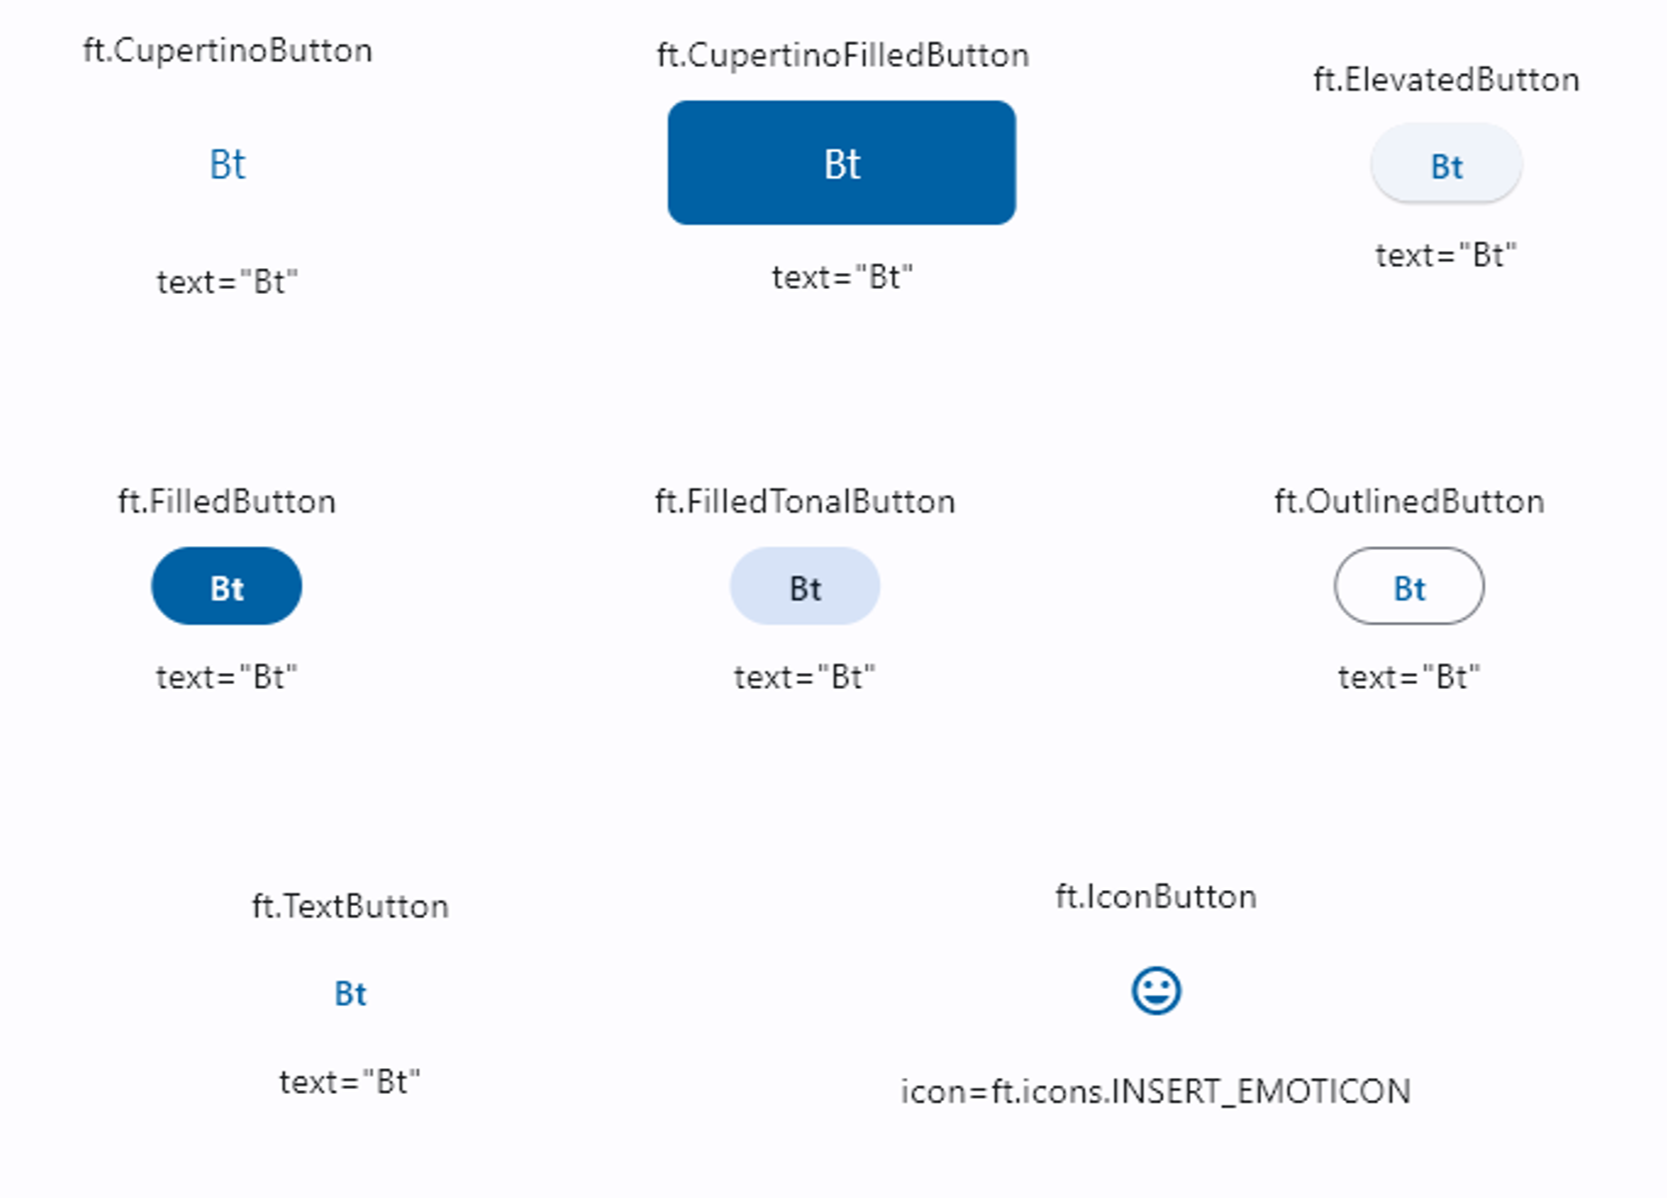 ft.CupertinoButton
Bt
text="Bt"
ft.CupertinoFilledButton
Bt
text="Bt"
ft.ElevatedButton
Bt
text="Bt"
ft.FilledButton
Bt
text="Bt"
ft.FilledTonalButton
Bt
text="Bt"
ft.OutlinedButton
Bt
text="Bt"
ft.TextButton
Bt
text="Bt"
ft.IconButton
icon=ft.icons.INSERT_EMOTICON